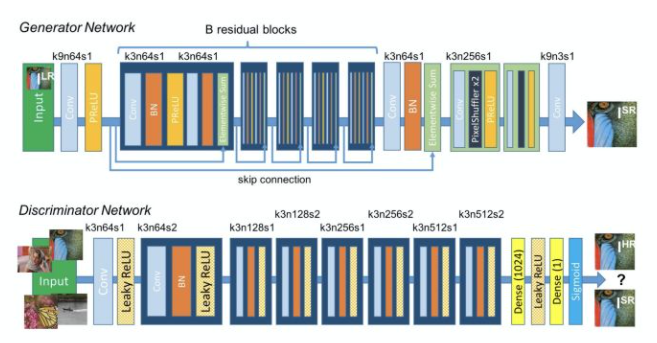 Generator Network
B residual blocks
k9n64s1
k3n64s1
k3n64s1
k3n64s1
k3n256s1
k9n3s1
Input
I LR
Conv
PReLU
Conv
BN
PReLU
Elementwise Sum
Conv
BN
Elementwise Sum
Conv
PixelShuffler x2
PReLU
Conv
I SR
skip connection
Discriminator Network
k3n64s1
k3n64s2
k3n128s1
k3n128s2
k3n256s1
k3n256s2
k3n512s1
k3n512s2
Input
Conv
Leaky ReLU
Conv
BN
Leaky ReLU
Dense (1024)
Leaky ReLU
Dense (1)
Sigmoid
I HR
?
I SR